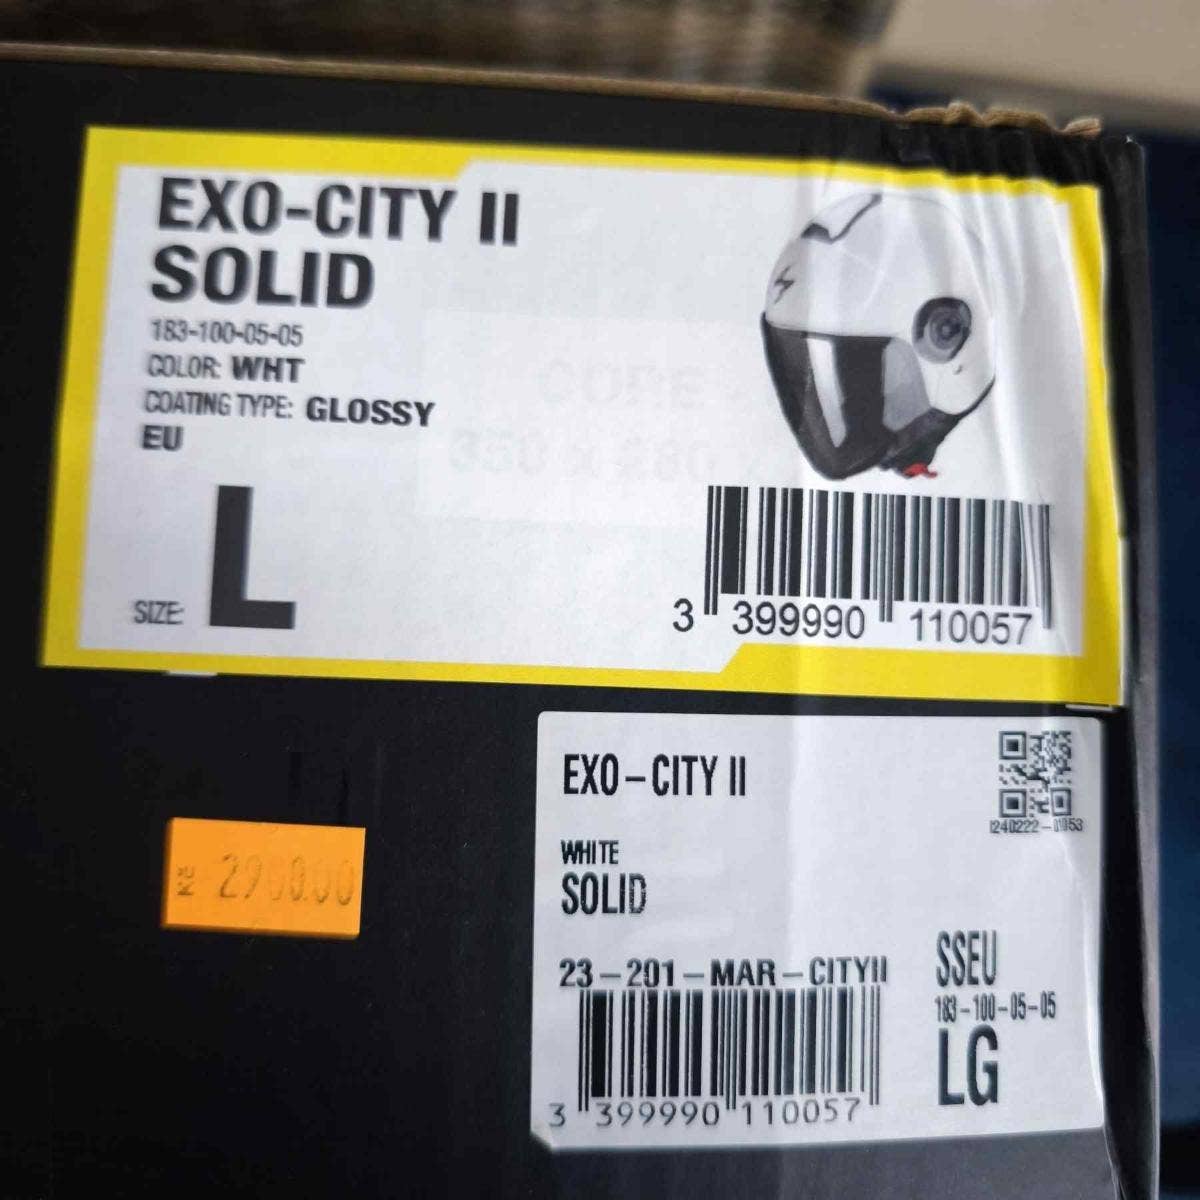 EXO-CITY II
SOLID
183-100-05-05
COLOR: WHT
COATING TYPE: GLOSSY
EU
SIZE: L
3 399990 110057
EXO-CITY II
WHITE
SOLID
23-201-MAR-CITYII
3 399990 110057
SSEU
183-100-05-05
LG
KČ